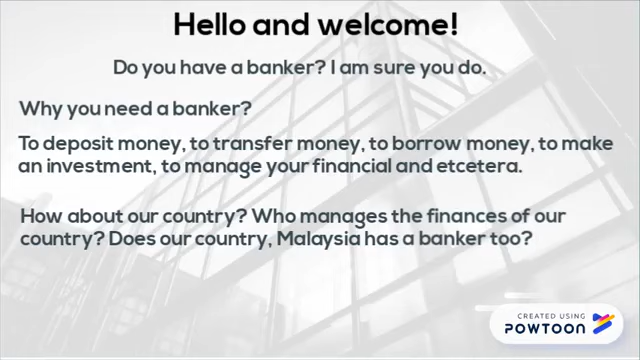 Hello and welcome!
Do you have a banker? I am sure you do.
Why you need a banker?
To deposit money, to transfer money, to borrow money, to make
an investment, to manage your financial and etcetera.
How about our country? Who manages the finances of our
country? Does our country, Malaysia has a banker too?
CREATED USING
POWTOON